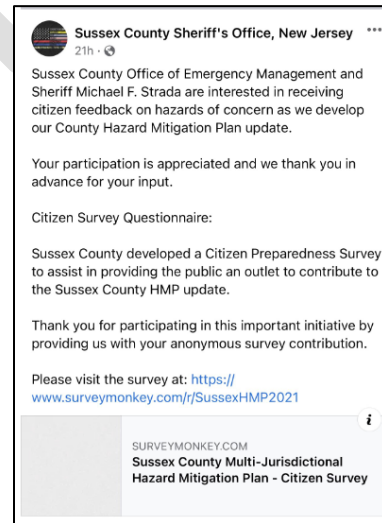 Sussex County Sheriff's Office, New Jersey ...
21h ·
Sussex County Office of Emergency Management and
Sheriff Michael F. Strada are interested in receiving
citizen feedback on hazards of concern as we develop
our County Hazard Mitigation Plan update.
Your participation is appreciated and we thank you in
advance for your input.
Citizen Survey Questionnaire:
Sussex County developed a Citizen Preparedness Survey
to assist in providing the public an outlet to contribute to
the Sussex County HMP update.
Thank you for participating in this important initiative by
providing us with your anonymous survey contribution.
Please visit the survey at: https://
www.surveymonkey.com/r/SussexHMP2021
i
SURVEYMONKEY.COM
Sussex County Multi-Jurisdictional
Hazard Mitigation Plan - Citizen Survey